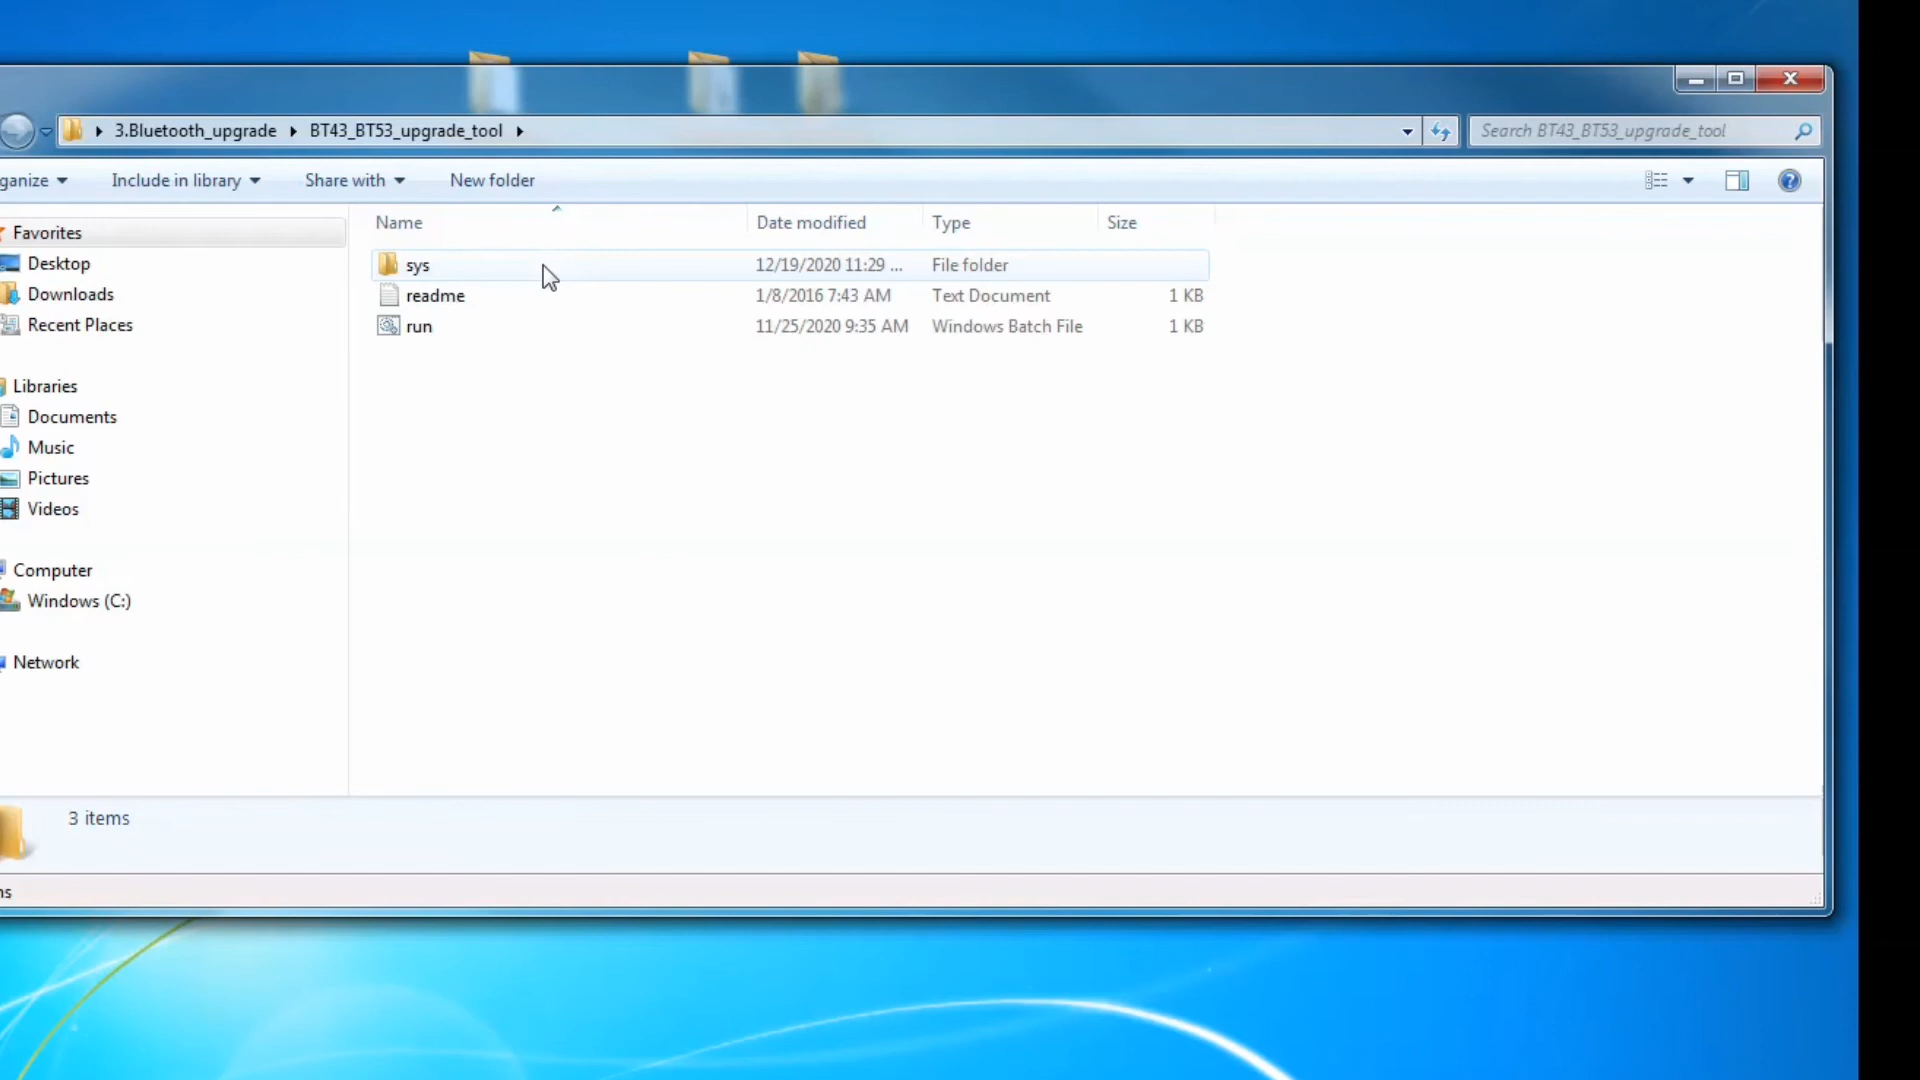 3.Bluetooth_upgrade BT43_BT53_upgrade_tool Search BT43_BT53_upgrade_tool
ganize Include in library Share with New folder
Name Date modified Type Size
Favorites
Desktop
Downloads
Recent Places
Libraries
Documents
Music
Pictures
Videos
Computer
Windows (C:)
Network
sys 12/19/2020 11:29 ... File folder
readme 1/8/2016 7:43 AM Text Document 1 KB
run 11/25/2020 9:35 AM Windows Batch File 1 KB
3 items
ns